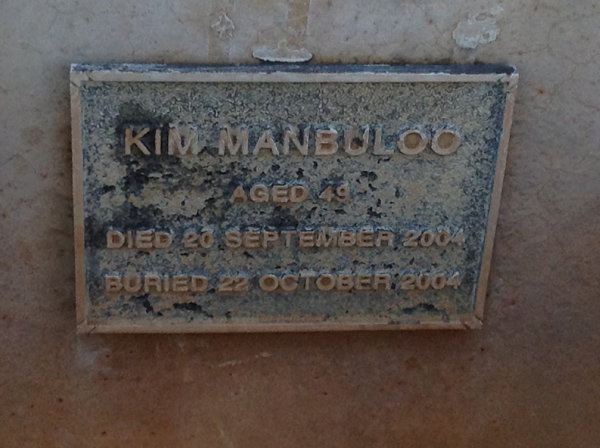 KIM MANBULOO
AGED 49
DIED 20 SEPTEMBER 2004
BURIED 22 OCTOBER 2004